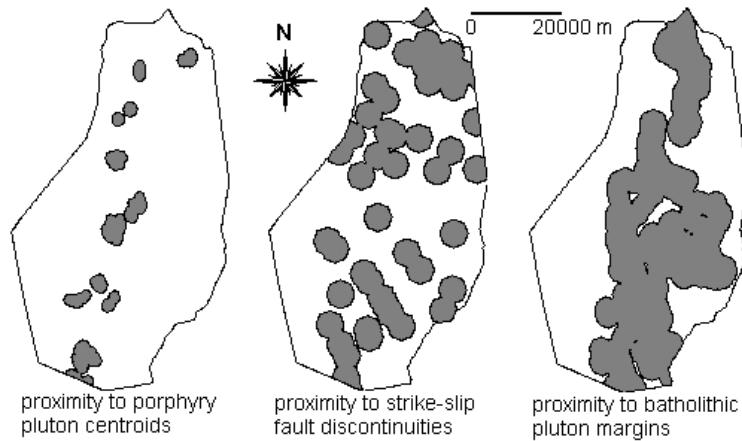 N
0 20000 m
proximity to porphyry
pluton centroids
proximity to strike-slip
fault discontinuities
proximity to batholithic
pluton margins